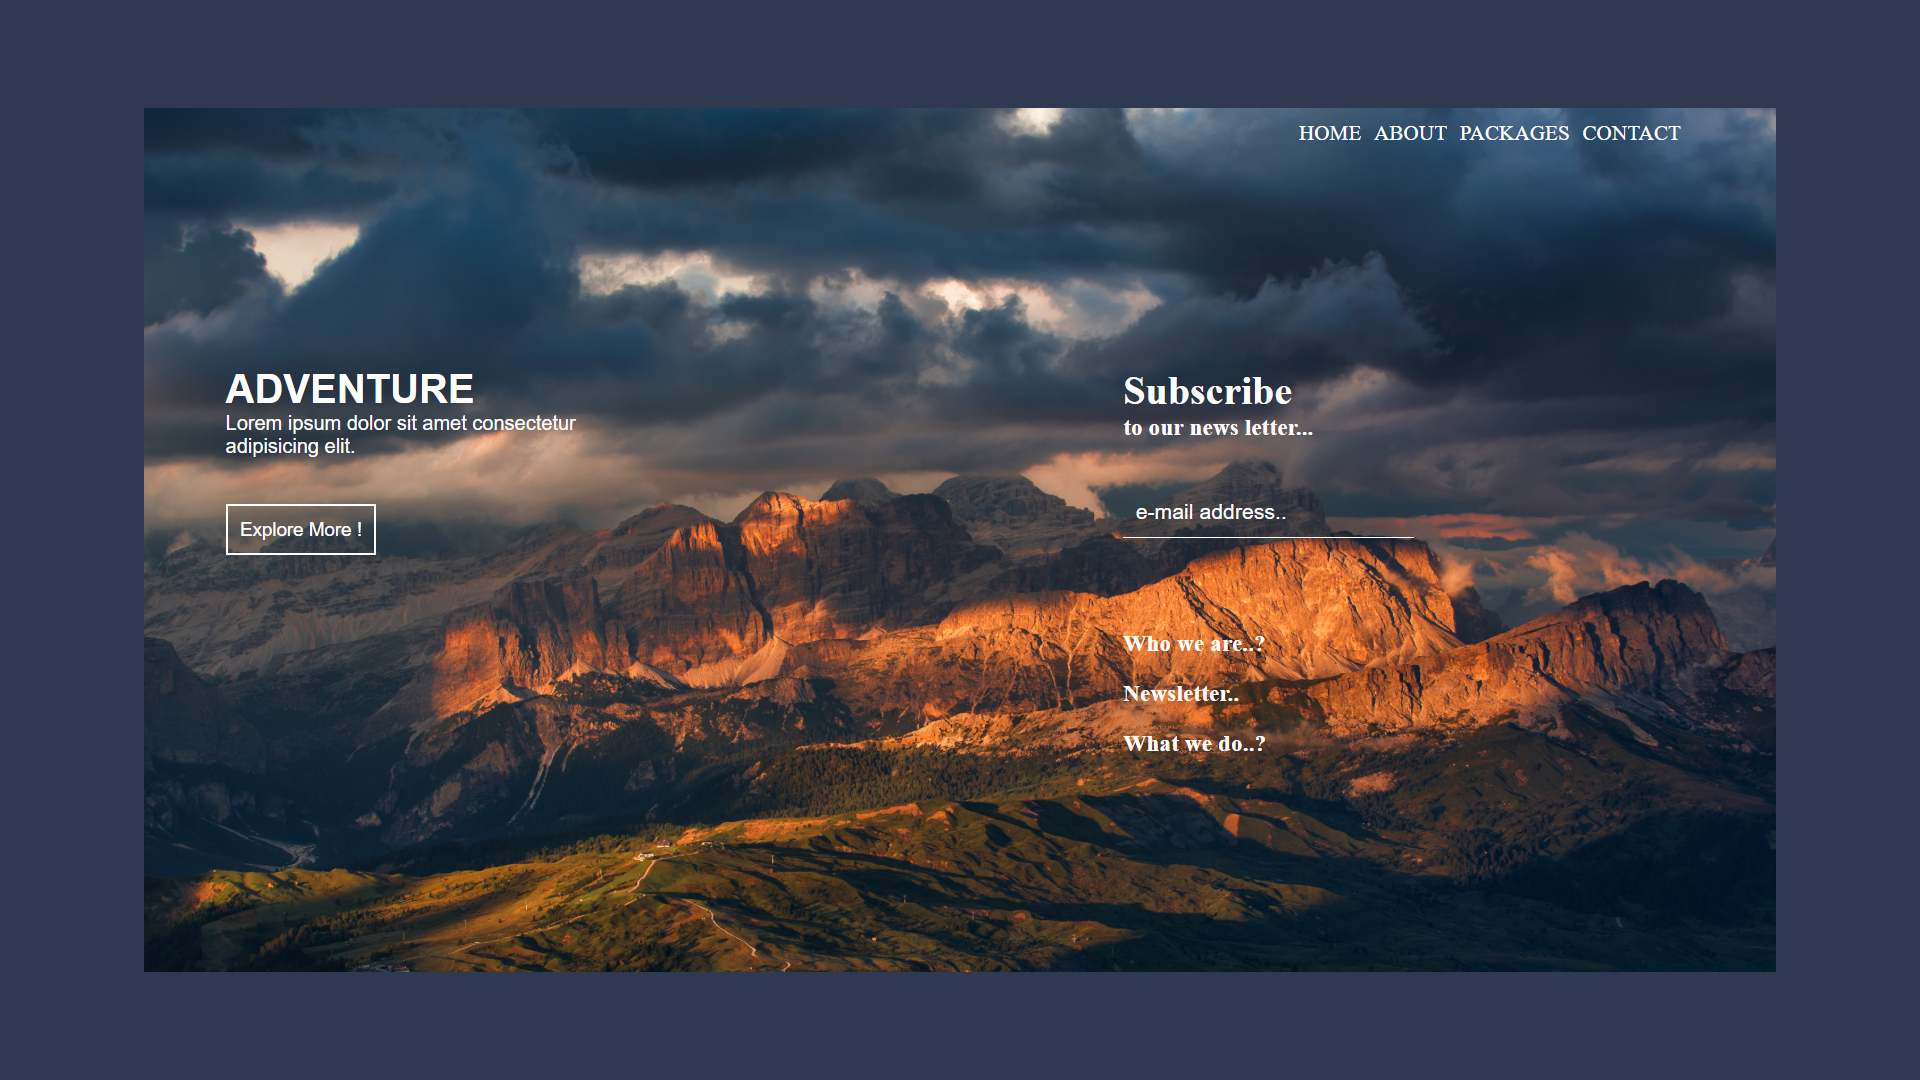 HOME ABOUT PACKAGES CONTACT
ADVENTURE
Lorem ipsum dolor sit amet consectetur
adipisicing elit.
Explore More !
Subscribe
to our news letter...
e-mail address..
Who we are..?
Newsletter..
What we do..?